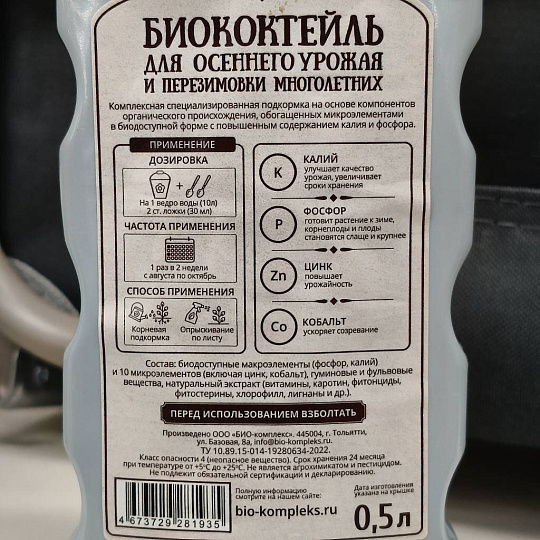 БИОКОКТЕЙЛЬ
ДЛЯ ОСЕННЕГО УРОЖАЯ
И ПЕРЕЗИМОВКИ МНОГОЛЕТНИХ
Комплексная специализированная подкормка на основе компонентов
органического происхождения, обогащенных микроэлементами
в биодоступной форме с повышенным содержанием калия и фосфора.
ПРИМЕНЕНИЕ
ДОЗИРОВКА
+
На 1 ведро воды (10л)
2 ст. ложки (30 мл)
ЧАСТОТА ПРИМЕНЕНИЯ
1 раз в 2 недели
с августа по октябрь
СПОСОБ ПРИМЕНЕНИЯ
Корневая подкормка
Опрыскивание по листу
K
КАЛИЙ
улучшает качество
урожая, увеличивает
сроки хранения
P
ФОСФОР
готовит растение к зиме,
корнеплоды и плоды
становятся слаще и крупнее
Zn
ЦИНК
повышает
урожайность
Co
КОБАЛЬТ
ускоряет созревание
Состав: биодоступные макроэлементы (фосфор, калий)
и 10 микроэлементов (включая цинк, кобальт), гуминовые и фульвовые
вещества, натуральный экстракт (витамины, каротин, фитонциды,
фитостерины, хлорофилл, лигнаны и др.).
ПЕРЕД ИСПОЛЬЗОВАНИЕМ ВЗБОЛТАТЬ
Произведено ООО «БИО-комплекс». 445004, г. Тольятти,
ул. Базовая, 8а, info@bio-kompleks.ru.
ТУ 10.89.15-014-19280634-2022.
Класс опасности 4 (неопасное вещество). Срок хранения 24 месяца
при температуре от +5°C до +25°C. Не является агрохимикатом и пестицидом.
Не подлежит обязательной сертификации и декларированию.
4 673729 281935
Полную информацию
смотрите на нашем сайте:
bio-kompleks.ru
Дата изготовления
указана на крышке
0,5л